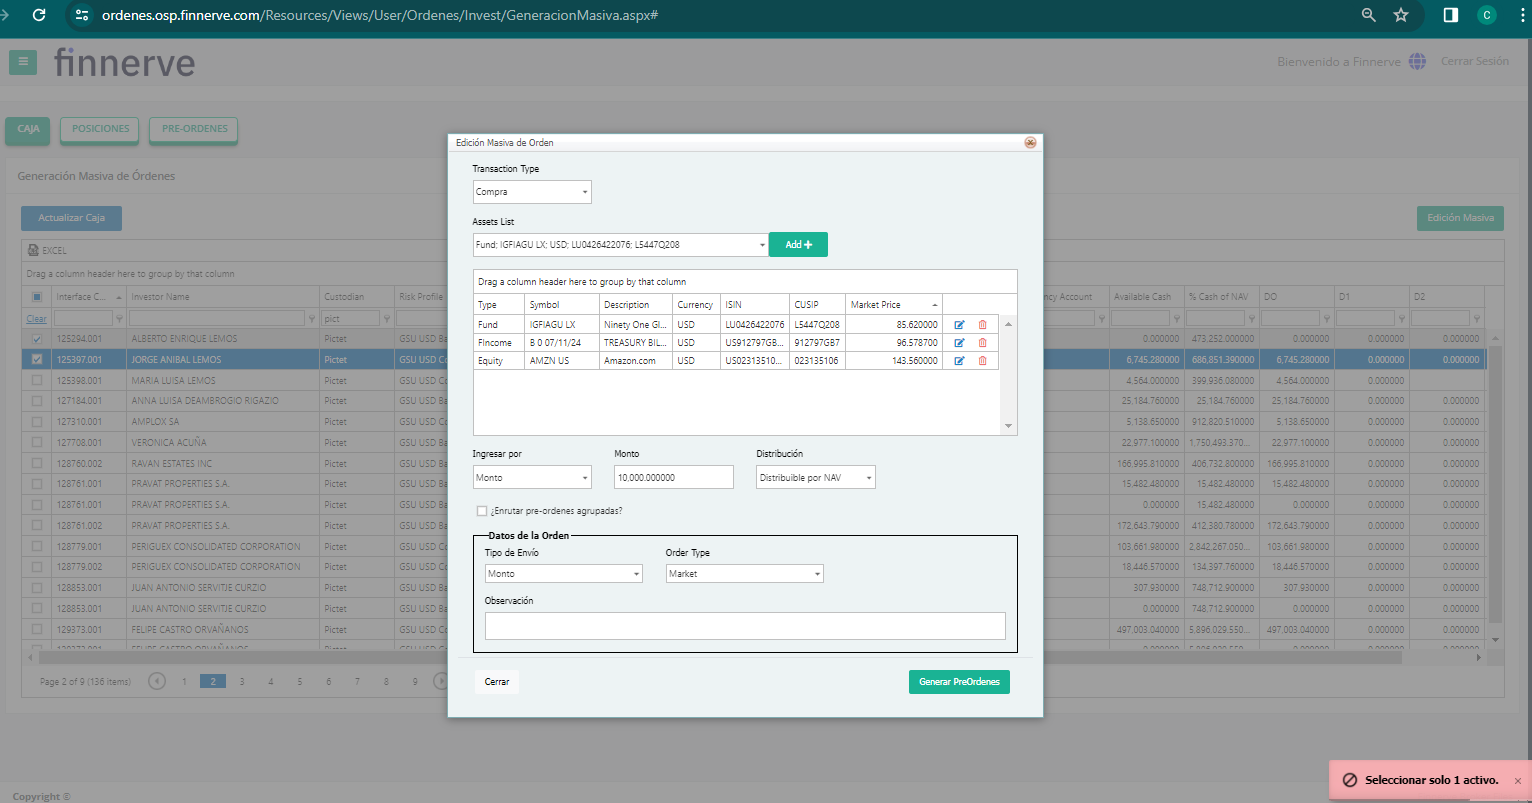 ordenes.osp.finnerve.com/Resources/Views/User/Ordenes/Invest/GeneracionMasiva.aspx#
C
finnerve
Bienvenido a Finnerve
Cerrar Sesión
CAJA
POSICIONES
PRE-ORDENES
Generación Masiva de Órdenes
Actualizar Caja
Edición Masiva
EXCEL
Drag a column header here to group by that column
Interface C... Investor Name Custodian Risk Profile
Clear pict
125294.001 ALBERTO ENRIQUE LEMOS Pictet GSU USD Ba
125397.001 JORGE ANIBAL LEMOS Pictet GSU USD Co
125398.001 MARIA LUISA LEMOS Pictet GSU USD Co
127184.001 ANNA LUISA DEAMBROGIO RIGAZIO Pictet GSU USD Ba
127310.001 AMPLOX SA Pictet GSU USD Co
127708.001 VERONICA ACUÑA Pictet GSU USD Co
128760.002 RAVAN ESTATES INC Pictet GSU USD Co
128761.001 PRAVAT PROPERTIES S.A. Pictet GSU USD Ba
128761.001 PRAVAT PROPERTIES S.A. Pictet GSU USD Ba
128761.002 PRAVAT PROPERTIES S.A. Pictet GSU USD Ba
128779.001 PERIGUEX CONSOLIDATED CORPORATION Pictet GSU USD Co
128779.002 PERIGUEX CONSOLIDATED CORPORATION Pictet GSU USD Co
128853.001 JUAN ANTONIO SERVITJE CURZIO Pictet GSU USD Ba
128853.001 JUAN ANTONIO SERVITJE CURZIO Pictet GSU USD Ba
129373.001 FELIPE CASTRO ORVAÑANOS Pictet GSU USD Co
Page 2 of 9 (136 items) 1 2 3 4 5 6 7 8 9
Edición Masiva de Orden
Transaction Type
Compra
Assets List
Fund; IGFIAGU LX; USD; LU0426422076; L5447Q208
Add
Drag a column header here to group by that column
Type Symbol Description Currency ISIN CUSIP Market Price
Fund IGFIAGU LX Ninety One Gl... USD LU0426422076 L5447Q208 85.620000
FIncome B 0 07/11/24 TREASURY BIL... USD US912797GB... 912797GB7 96.578700
Equity AMZN US Amazon.com USD US02313510... 023135106 143.560000
Ingresar por Monto Distribución
Monto 10,000.000000 Distribuible por NAV
¿Enrutar pre-ordenes agrupadas?
Datos de la Orden
Tipo de Envío Order Type
Monto Market
Observación
Cerrar
Generar PreOrdenes
ncy Account Available Cash % Cash of NAV DO D1 D2
0.000000 473,252.000000 0.000000 0.000000 0.000000
6,745.280000 686,851.390000 6,745.280000 0.000000 0.000000
4,564.000000 399,936.080000 4,564.000000 0.000000
25,184.760000 25,184.760000 25,184.760000 0.000000 0.000000
5,138.650000 912,820.510000 5,138.650000 0.000000 0.000000
22,977.100000 1,750,493.370... 22,977.100000 0.000000 0.000000
166,995.810000 406,732.800000 166,995.810000 0.000000 0.000000
15,482.480000 15,482.480000 15,482.480000 0.000000 0.000000
0.000000 15,482.480000 0.000000 0.000000 0.000000
172,643.790000 412,380.780000 172,643.790000 0.000000 0.000000
103,661.980000 2,842,267.050... 103,661.980000 0.000000 0.000000
18,446.570000 134,397.760000 18,446.570000 0.000000 0.000000
307.930000 748,712.900000 307.930000 0.000000 0.000000
0.000000 748,712.900000 0.000000 0.000000 0.000000
497,003.040000 5,896,029.550... 497,003.040000 0.000000 0.000000
Seleccionar solo 1 activo.
Copyright ©